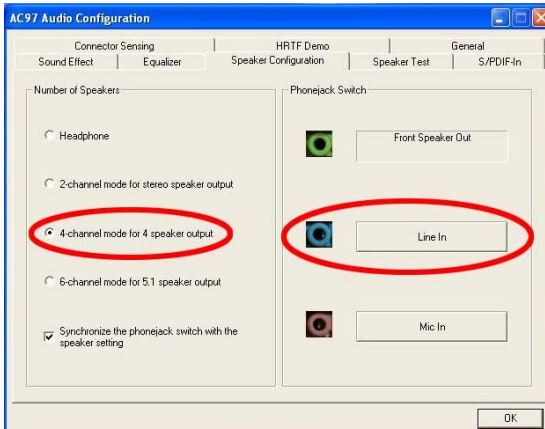 AC97 Audio Configuration
Connector Sensing
HRTF Demo
General
Sound Effect
Equalizer
Speaker Configuration
Speaker Test
S/PDIF-In
Number of Speakers
Headphone
2-channel mode for stereo speaker output
4-channel mode for 4 speaker output
6-channel mode for 5.1 speaker output
Synchronize the phonejack switch with the
speaker setting
Phonejack Switch
Front Speaker Out
Line In
Mic In
OK